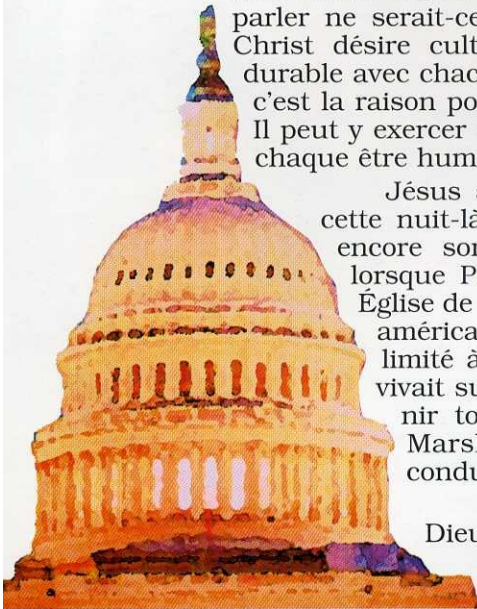 parler ne serait-ce
Christ désire cult
durable avec chac
c'est la raison po
Il peut y exercer
chaque être hum
Jésus a
cette nuit-là
encore son
lorsque P
Église de
américa
limité à
vivait su
nir to
Mars
condu
Dieu